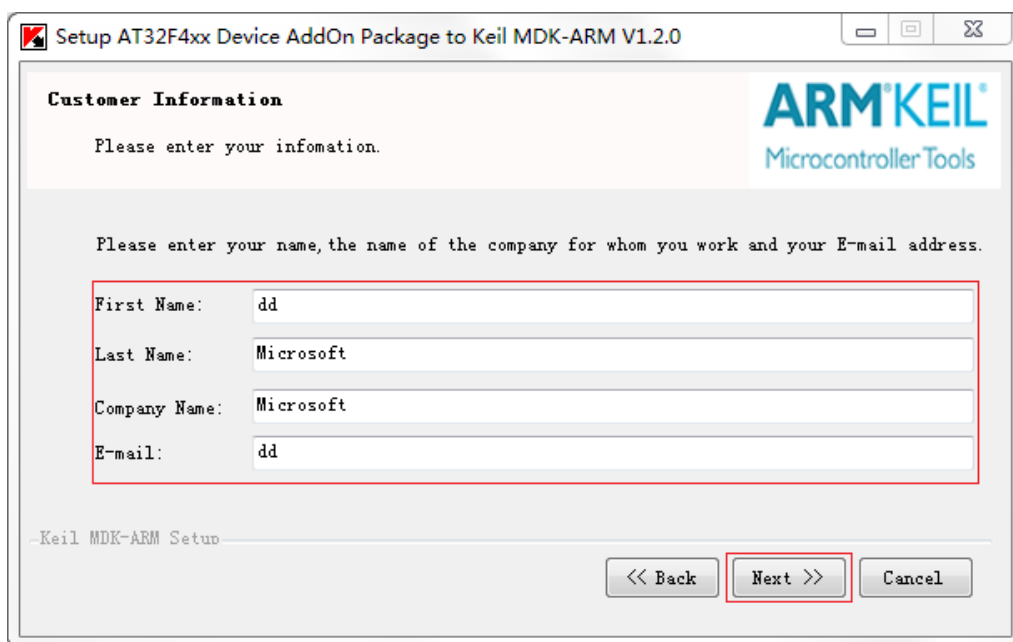 Setup AT32F4xx Device AddOn Package to Keil MDK-ARM V1.2.0
Customer Information
Please enter your infomation.
ARM®KEIL®
Microcontroller Tools
Please enter your name, the name of the company for whom you work and your E-mail address.
First Name: dd
Last Name: Microsoft
Company Name: Microsoft
E-mail: dd
Keil MDK-ARM Setup
<< Back Next >> Cancel